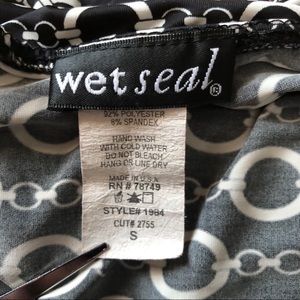 wet seal®
92% POLYESTER
8% SPANDEX
HAND WASH
WITH COLD WATER
DO NOT BLEACH
HANG OR LINE DRY
MADE IN U.S.A
RN # 78749
STYLE# 1984
CUT# 2755
S